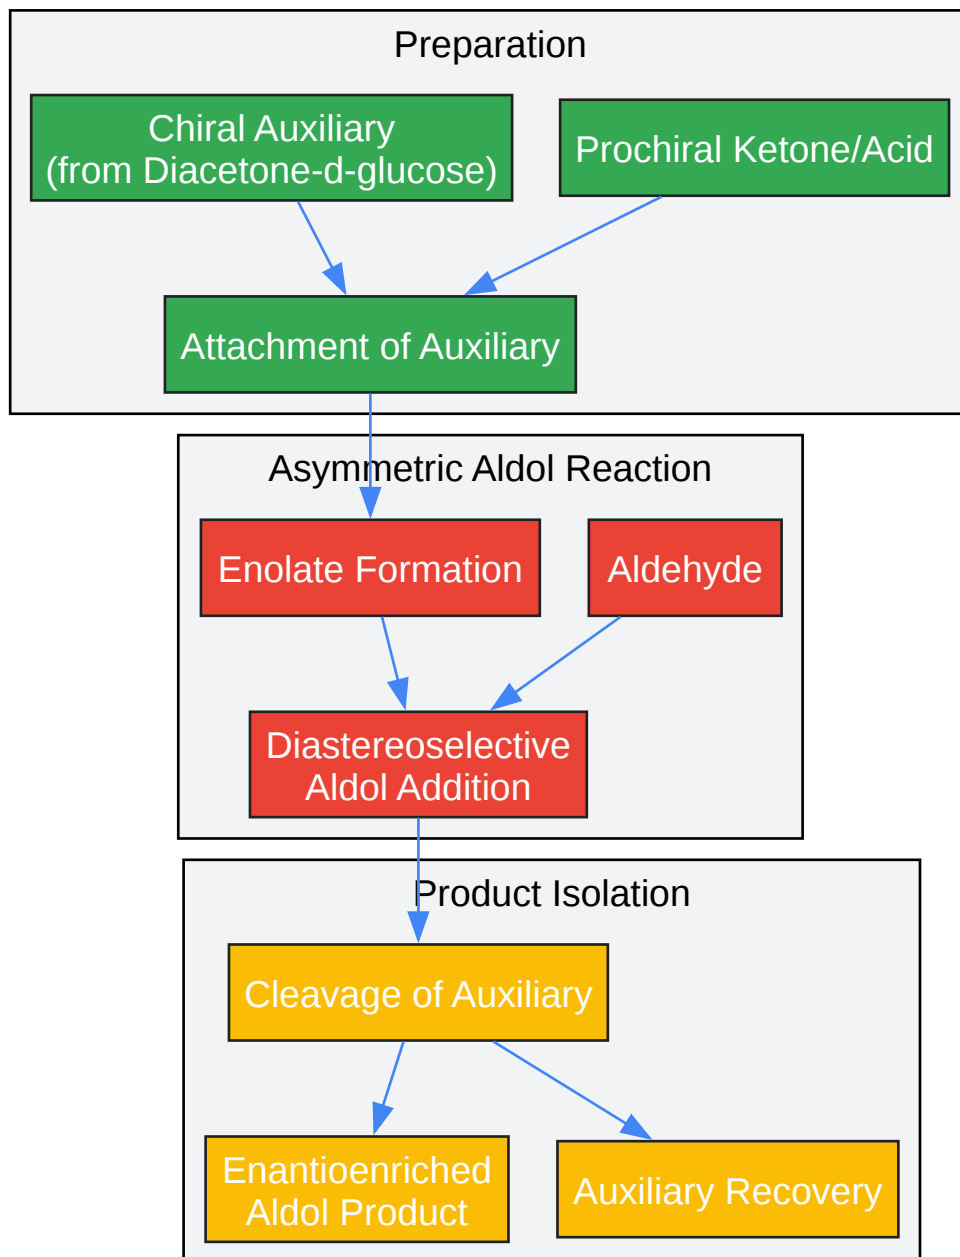 Preparation
Chiral Auxiliary
(from Diacetone-d-glucose)
Prochiral Ketone/Acid
Attachment of Auxiliary
Asymmetric Aldol Reaction
Enolate Formation
Aldehyde
Diastereoselective
Aldol Addition
Product Isolation
Cleavage of Auxiliary
Enantioenriched
Aldol Product
Auxiliary Recovery